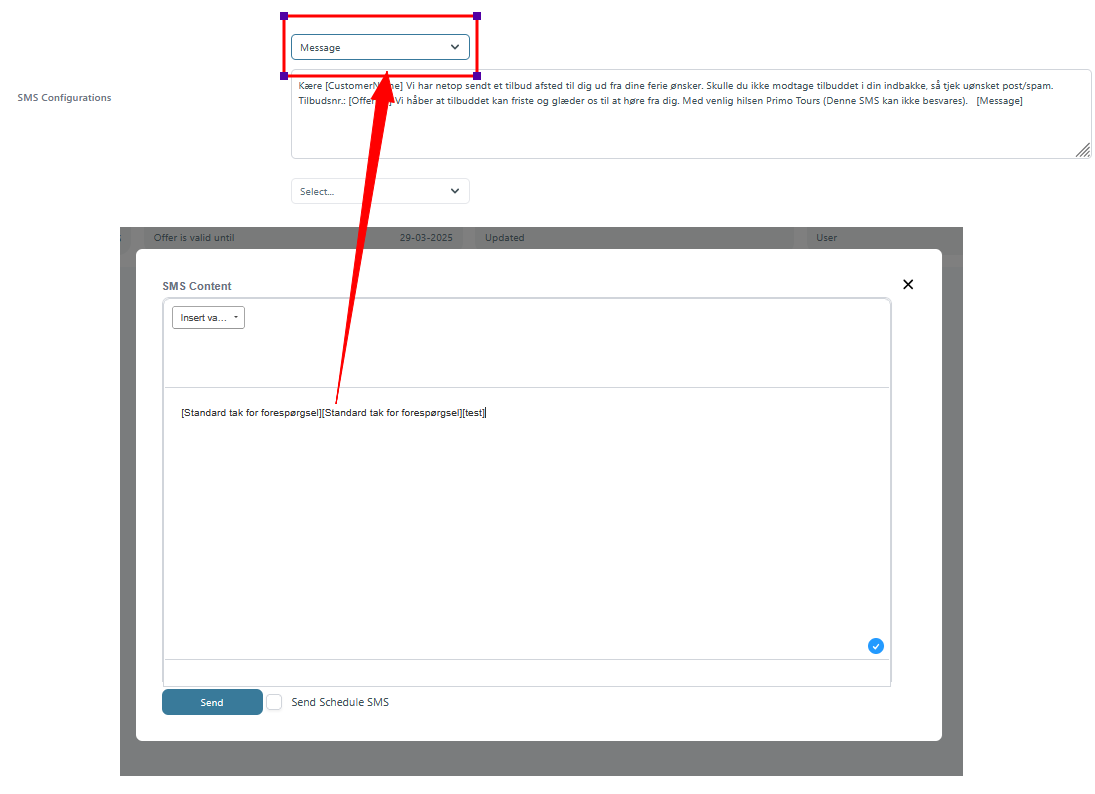 Message
SMS Configurations
Kære [CustomerN me] Vi har netop sendt et tilbud afsted til dig ud fra dine ferie ønsker. Skulle du ikke modtage tilbuddet i din indbakke, så tjek uønsket post/spam.
Tilbudsnr.: [Offer ] Vi håber at tilbuddet kan friste og glæder os til at høre fra dig. Med venlig hilsen Primo Tours (Denne SMS kan ikke besvares). [Message]
Select...
Offer is valid until 29-03-2025 Updated User
SMS Content
Insert va...
[Standard tak for forespørgsel][Standard tak for forespørgsel][test]
Send
Send Schedule SMS